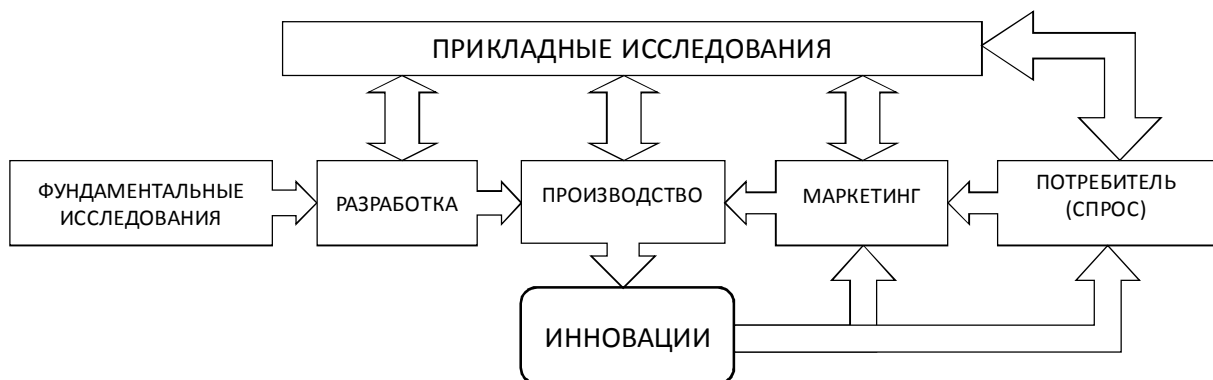 ПРИКЛАДНЫЕ ИССЛЕДОВАНИЯ
ФУНДАМЕНТАЛЬНЫЕ
ИССЛЕДОВАНИЯ
РАЗРАБОТКА
ПРОИЗВОДСТВО
МАРКЕТИНГ
ПОТРЕБИТЕЛЬ
(СПРОС)
ИННОВАЦИИ